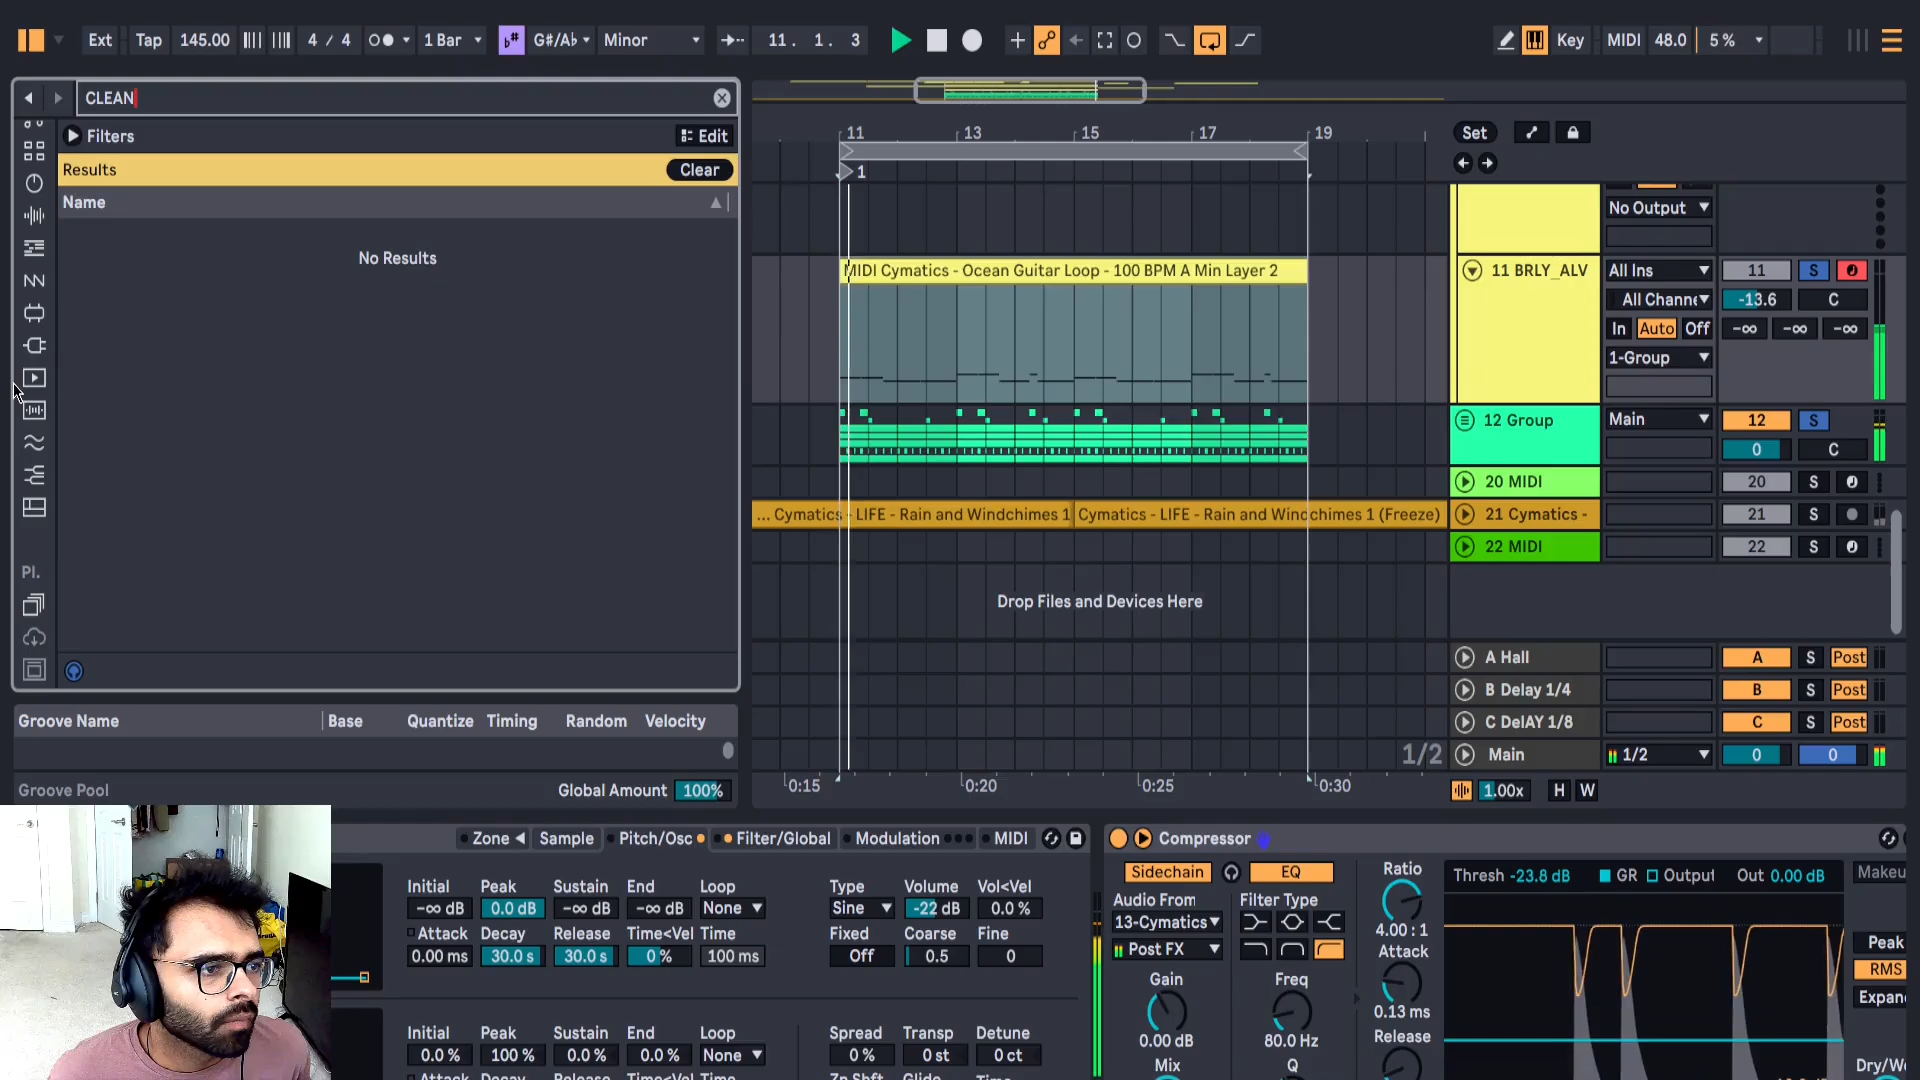 Ext Tap 145.00 4 / 4 1 Bar G#/A♭ Minor 11. 1. 3 Key MIDI 48.0 5 %
CLEAN
Filters Edit
Results Clear
Name
No Results
Pl.
11 13 15 17 19 Set
1
MIDI Cymatics - Ocean Guitar Loop - 100 BPM A Min Layer 2
... Cymatics - LIFE - Rain and Windchimes 1 Cymatics - LIFE - Rain and Windchimes 1 (Freeze)
Drop Files and Devices Here
1/2
0:15 0:20 0:25 0:30
No Output
11 BRLY_ALV All Ins 11 S
All Channe -13.6 C
In Auto Off -∞ -∞ -∞
1-Group
12 Group Main 12 S
0 C
20 MIDI 20 S
21 Cymatics - 21 S
22 MIDI 22 S
A Hall A S Post
B Delay 1/4 B S Post
C DelAY 1/8 C S Post
Main 1/2 0 0
1.00x H W
Groove Name Base Quantize Timing Random Velocity
Groove Pool Global Amount 100%
Zone Sample Pitch/Osc Filter/Global Modulation MIDI
Initial Peak Sustain End Loop Type Volume Vol<Vel
-∞ dB 0.0 dB -∞ dB -∞ dB None Sine -22 dB 0.0 %
Attack Decay Release Time<Vel Time Fixed Coarse Fine
0.00 ms 30.0 s 30.0 s 0 % 100 ms Off 0.5 0
Initial Peak Sustain End Loop Spread Transp Detune
0.0 % 100 % 0.0 % 0.0 % None 0 % 0 st 0 ct
Compressor
Sidechain EQ Ratio Thresh -23.8 dB GR Output Out 0.00 dB Makeu
Audio From Filter Type
13-Cymatics 4.00 : 1
Post FX Attack Peak
RMS
Gain Freq 0.13 ms Expan
0.00 dB 80.0 Hz Release
Mix Q Dry/W